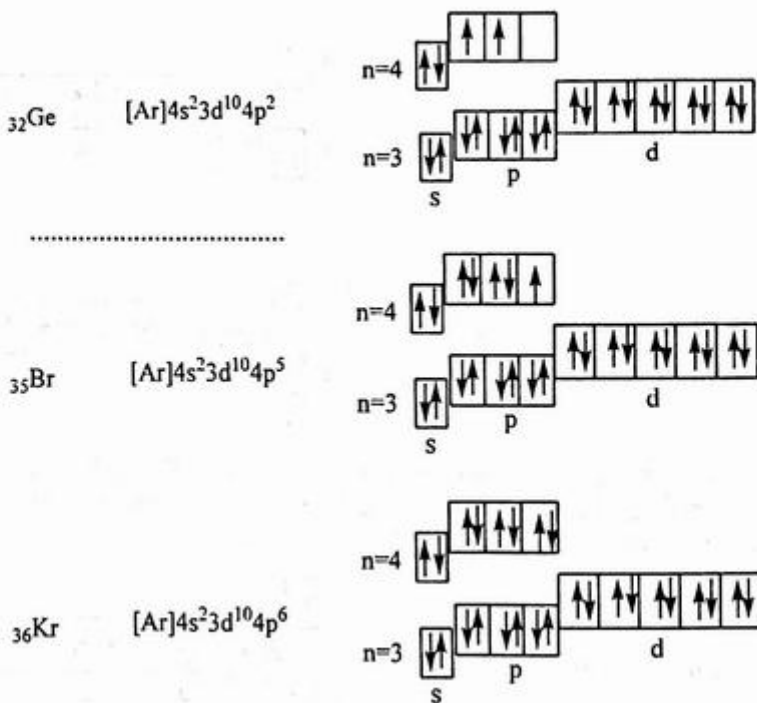 n=4
₃₂Ge [Ar]4s²3d¹⁰4p²
n=3
s p d
n=4
₃₅Br [Ar]4s²3d¹⁰4p⁵
n=3
s p d
n=4
₃₆Kr [Ar]4s²3d¹⁰4p⁶
n=3
s p d